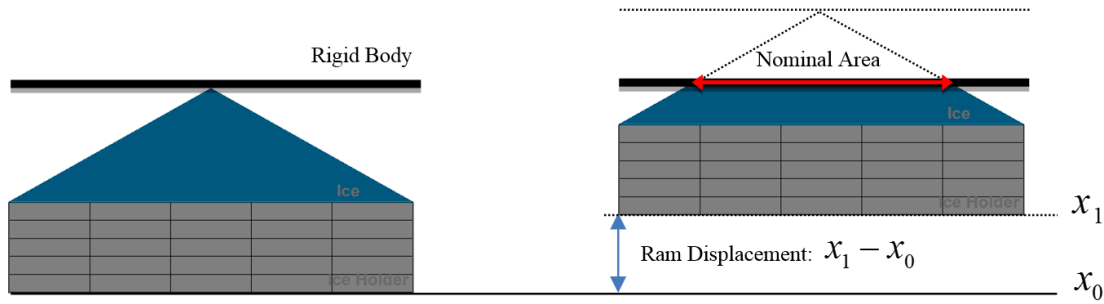 Rigid Body
Ice
Ice Holder
Nominal Area
Ice
Ice Holder
x₁
Ram Displacement: x₁ − x₀
x₀